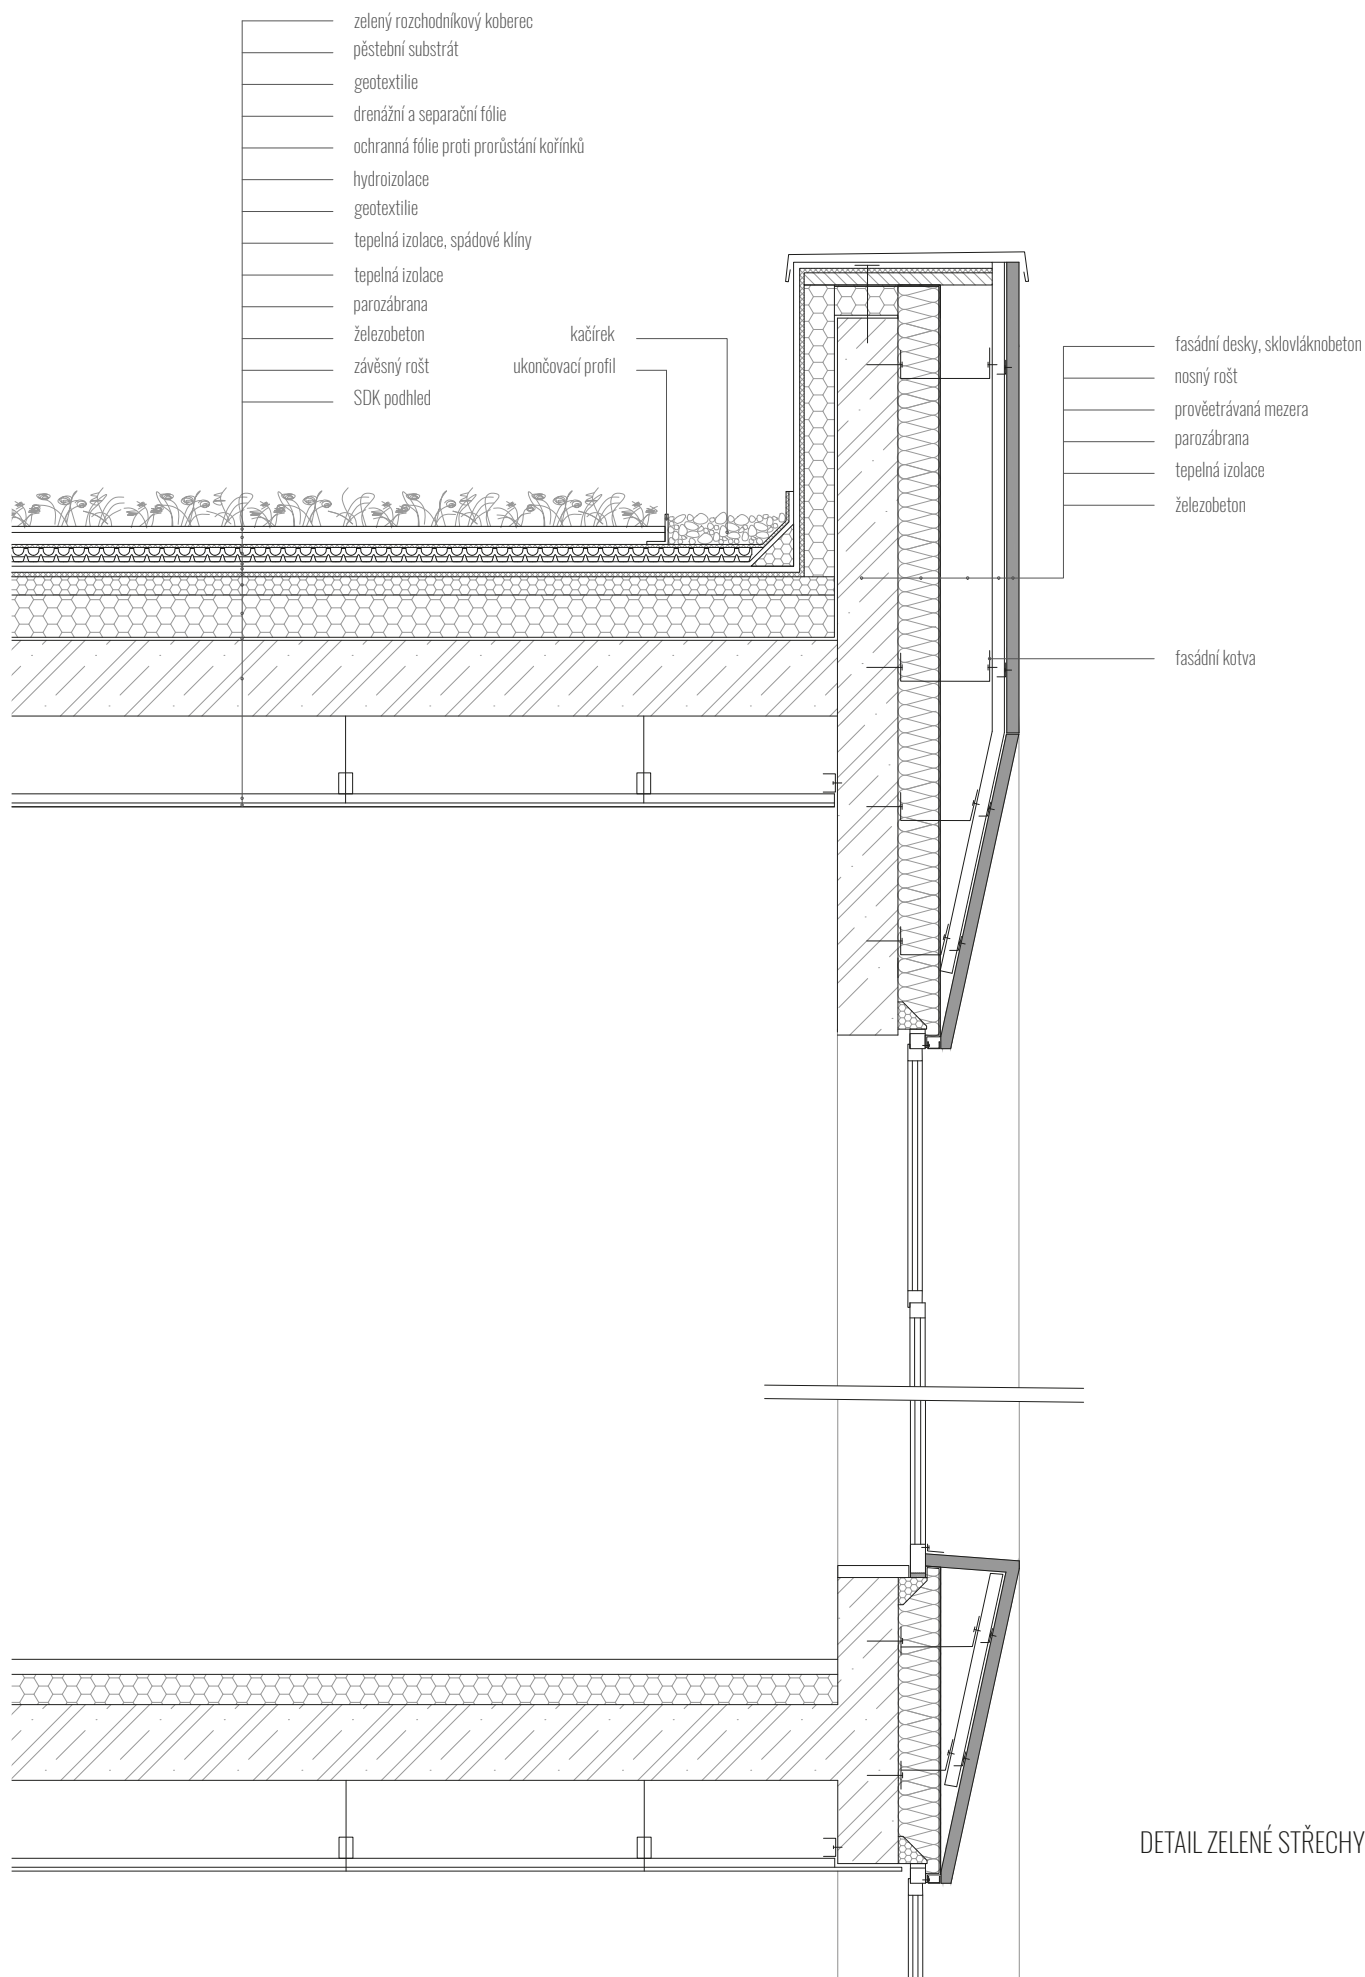 zelený rozchodníkový koberec
pěstební substrát
geotextilie
drenážní a separační fólie
ochranná fólie proti prorůstání kořínků
hydroizolace
geotextilie
tepelná izolace, spádové klíny
tepelná izolace
parozábrana
železobeton
závěsný rošt
SDK podhled
kačírek
ukončovací profil
fasádní desky, sklovláknobeton
nosný rošt
prověetrávaná mezera
parozábrana
tepelná izolace
železobeton
fasádní kotva
DETAIL ZELENÉ STŘECHY